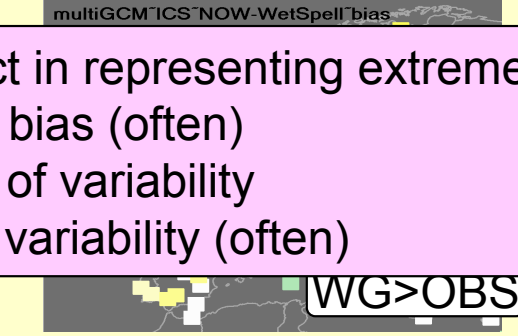 multiGCM~ICS~NOW-WetSpell~bias
ct in representing extreme
bias (often)
of variability
variability (often)
WG>OBS